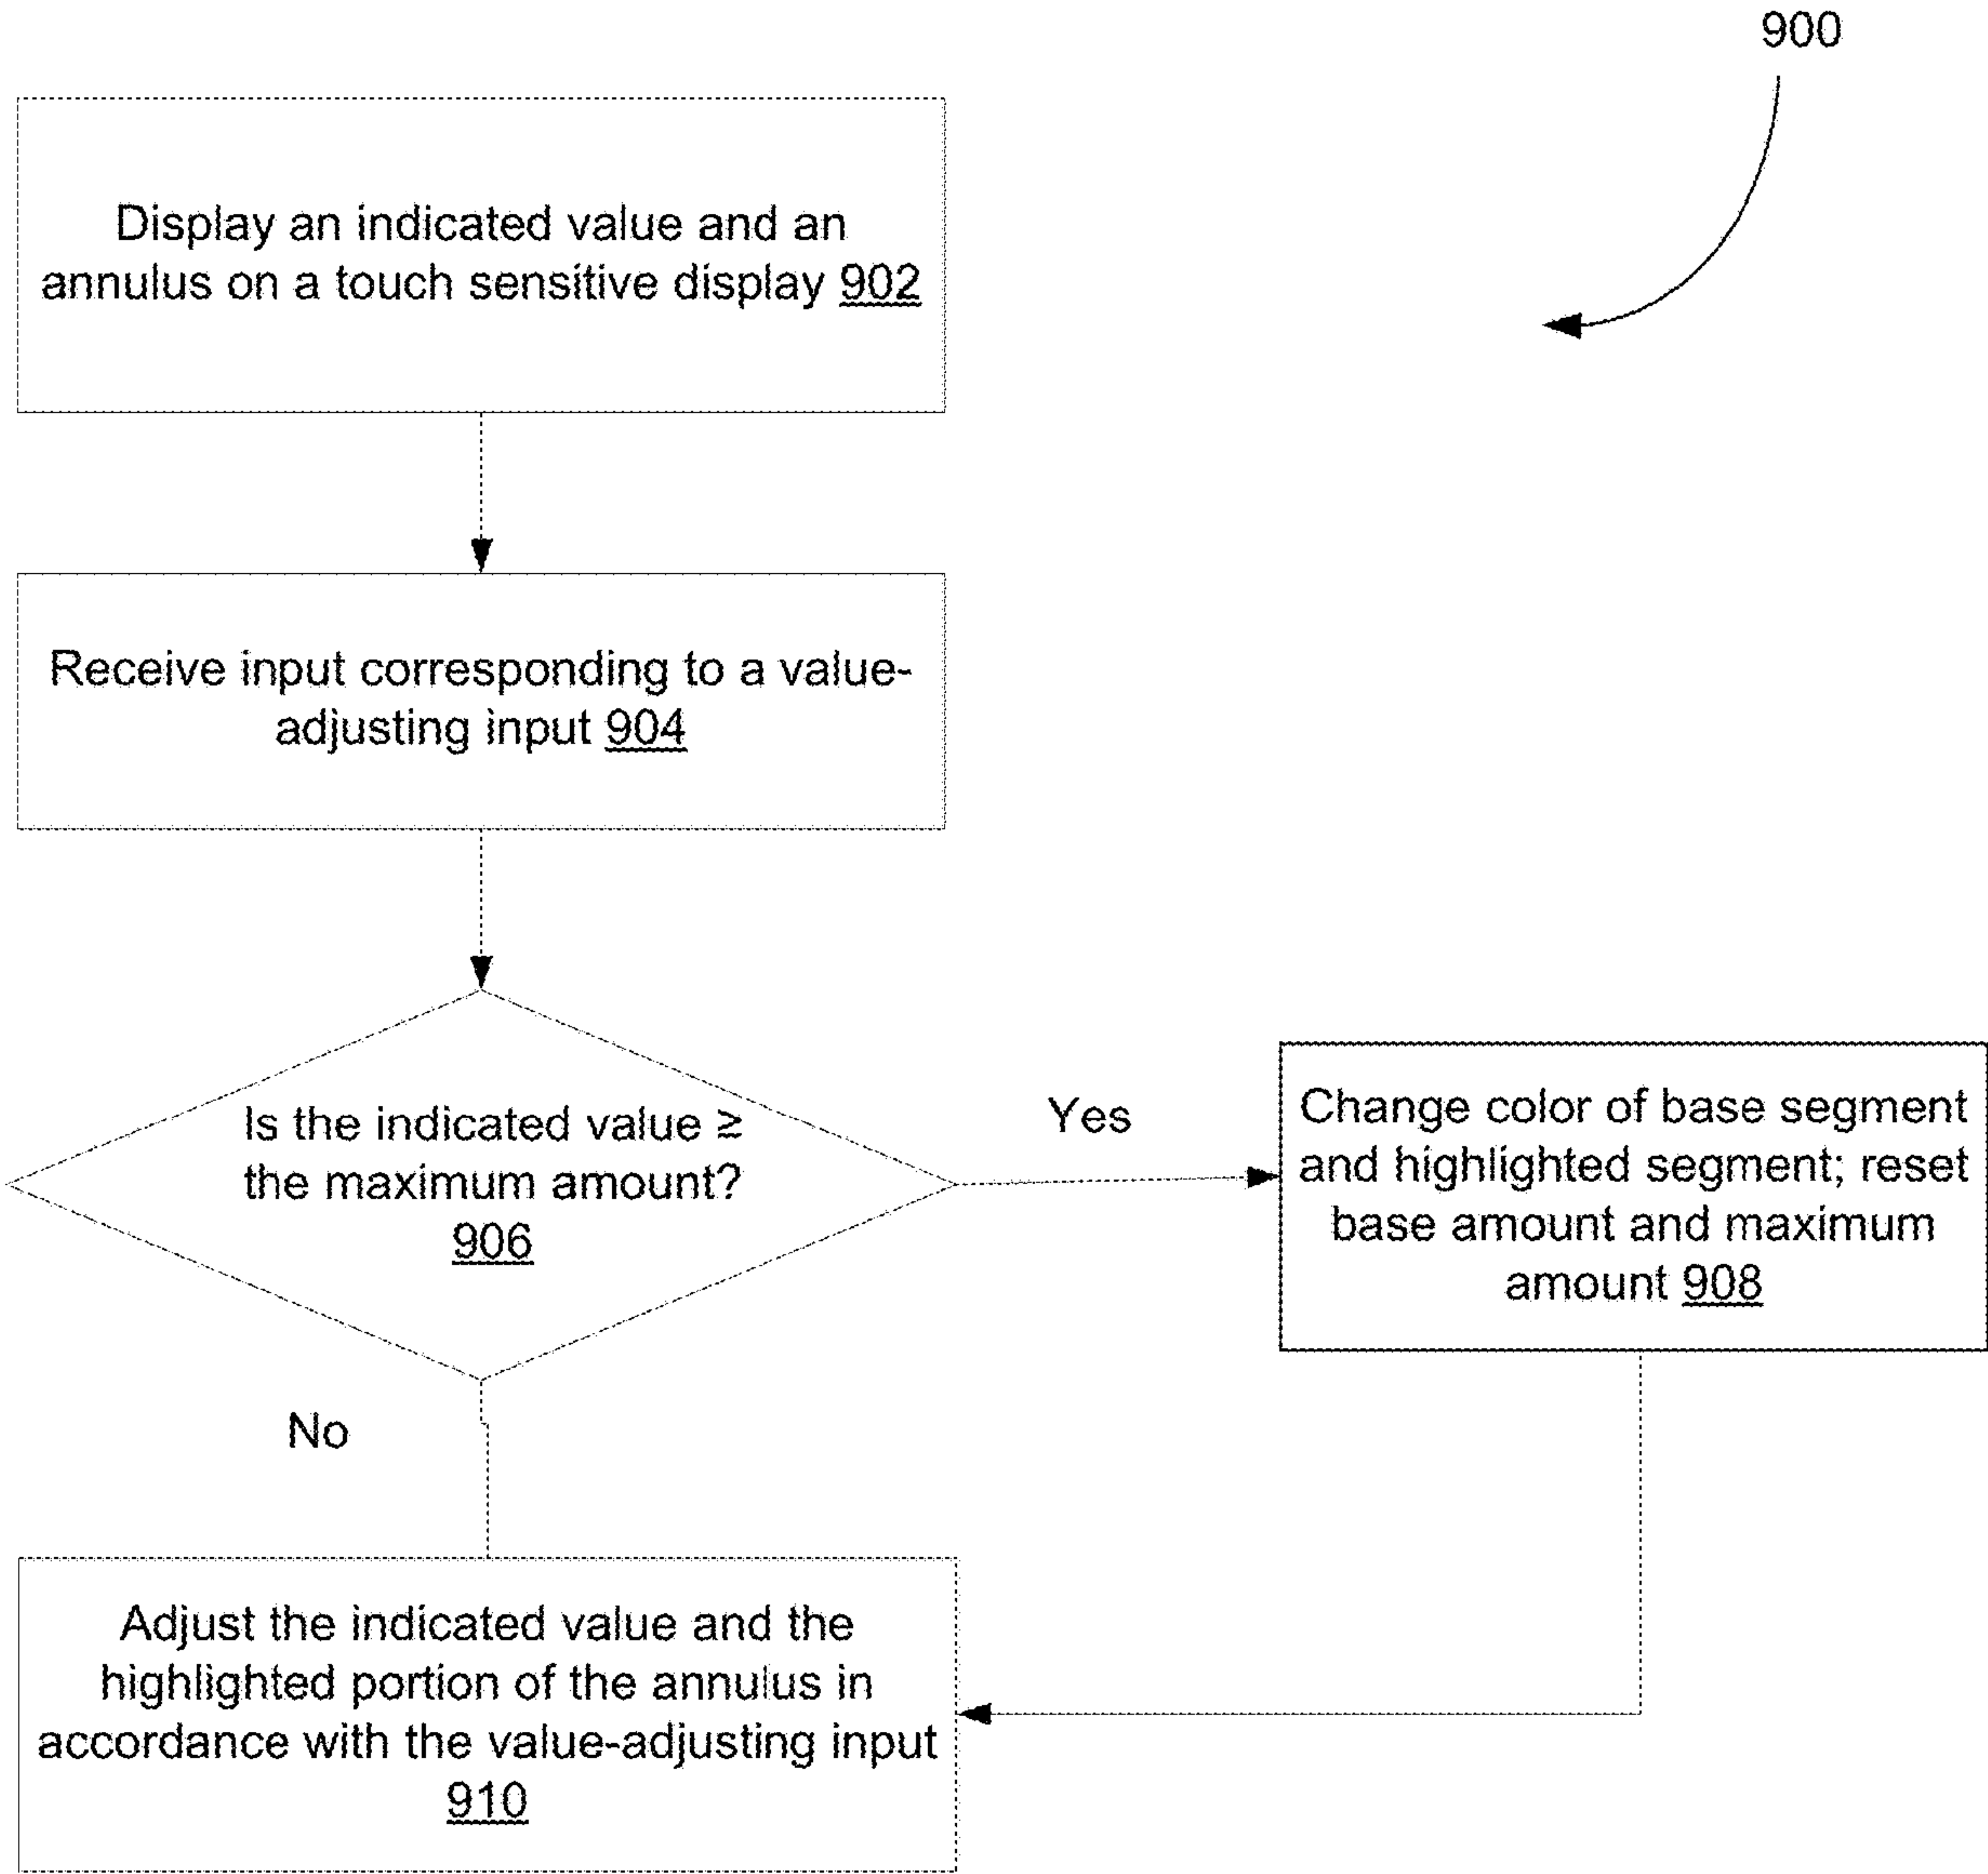 900
Display an indicated value and an
annulus on a touch sensitive display 902
Receive input corresponding to a value-
adjusting input 904
Is the indicated value ≥
the maximum amount?
906
Yes
Change color of base segment
and highlighted segment; reset
base amount and maximum
amount 908
No
Adjust the indicated value and the
highlighted portion of the annulus in
accordance with the value-adjusting input
910